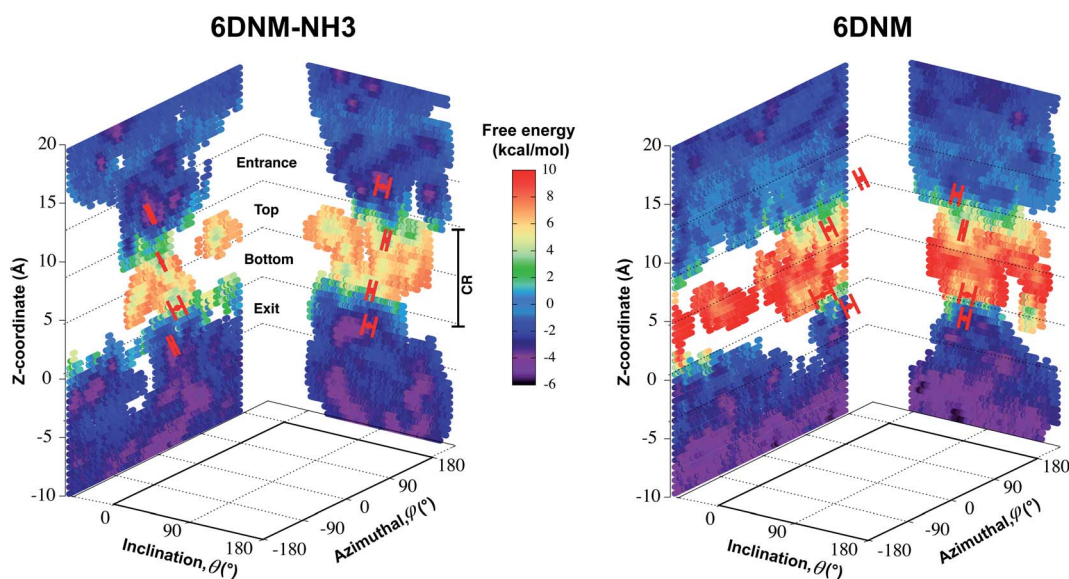 6DNM-NH3
6DNM
Free energy
(kcal/mol)
10
8
6
4
2
0
-2
-4
-6
Z-coordinate (Å)
20
15
10
5
0
-5
-10
Entrance
Top
Bottom
Exit
CR
0
90
180
Inclination,θ(°)
-180
-90
0
90
180
Azimuthal,φ(°)
Z-coordinate (Å)
20
15
10
5
0
-5
-10
0
90
180
Inclination,θ(°)
-180
-90
0
90
180
Azimuthal,φ(°)